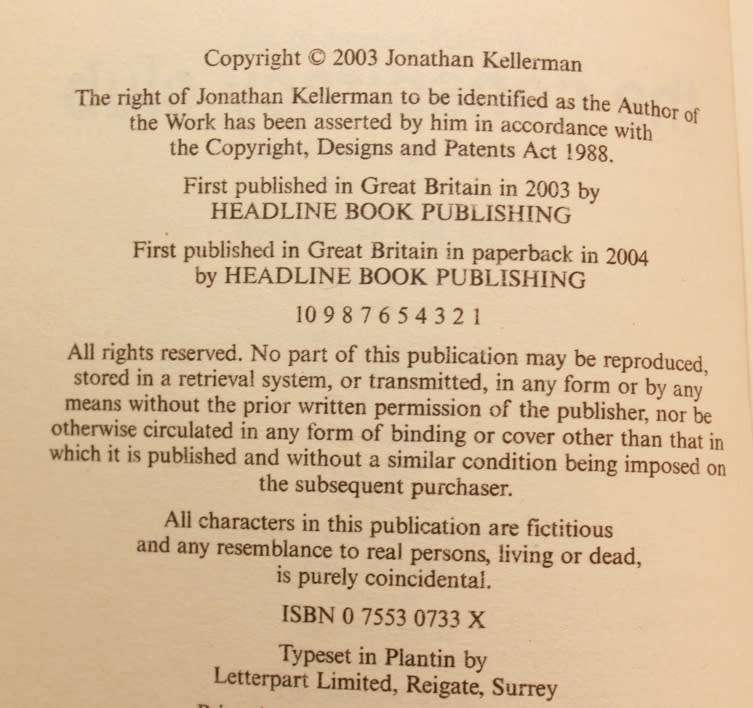 Copyright © 2003 Jonathan Kellerman
The right of Jonathan Kellerman to be identified as the Author of
the Work has been asserted by him in accordance with
the Copyright, Designs and Patents Act 1988.
First published in Great Britain in 2003 by
HEADLINE BOOK PUBLISHING
First published in Great Britain in paperback in 2004
by HEADLINE BOOK PUBLISHING
10 9 8 7 6 5 4 3 2 1
All rights reserved. No part of this publication may be reproduced,
stored in a retrieval system, or transmitted, in any form or by any
means without the prior written permission of the publisher, nor be
otherwise circulated in any form of binding or cover other than that in
which it is published and without a similar condition being imposed on
the subsequent purchaser.
All characters in this publication are fictitious
and any resemblance to real persons, living or dead,
is purely coincidental.
ISBN 0 7553 0733 X
Typeset in Plantin by
Letterpart Limited, Reigate, Surrey